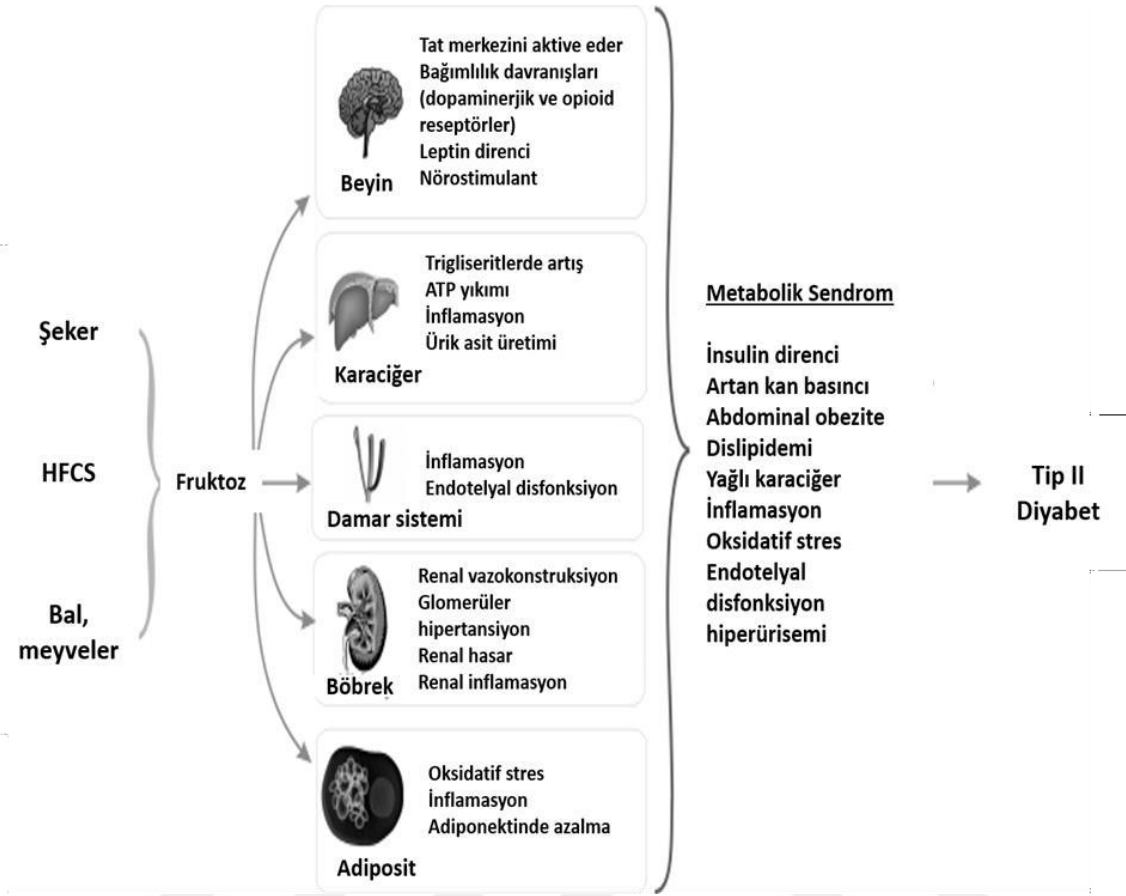 Şeker
HFCS
Bal,
meyveler
Fruktoz
Tat merkezini aktive eder
Bağımlılık davranışları
(dopaminerjik ve opioid
reseptörler)
Leptin direnci
Nörostimulant
Beyin
Trigliseritlerde artış
ATP yıkımı
İnflamasyon
Ürik asit üretimi
Karaciğer
İnflamasyon
Endotelyal disfonksiyon
Damar sistemi
Renal vazokonstruksiyon
Glomerüler
hipertansiyon
Renal hasar
Renal inflamasyon
Böbrek
Oksidatif stres
İnflamasyon
Adiponektinde azalma
Adiposit
Metabolik Sendrom
İnsulin direnci
Artan kan basıncı
Abdominal obezite
Dislipidemi
Yağlı karaciğer
İnflamasyon
Oksidatif stres
Endotelyal
disfonksiyon
hiperürisemi
Tip II
Diyabet